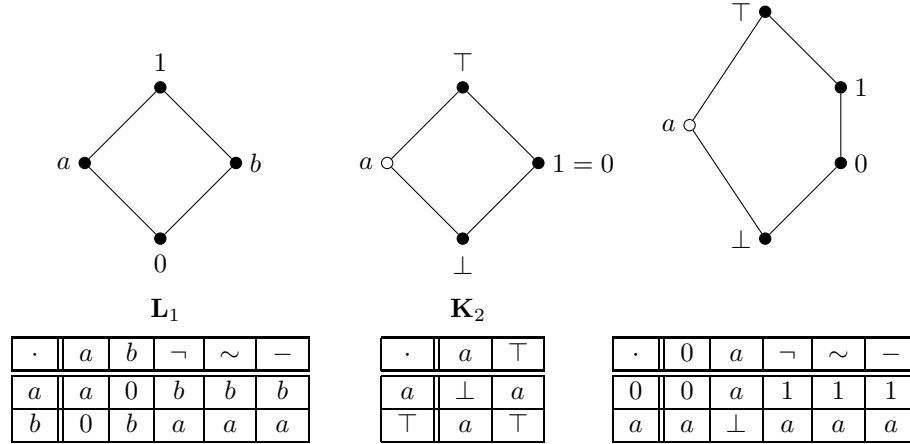 ⊤
1 ⊤
1
a b a 1 = 0 a
0
0 ⊥ ⊥
L₁ K₂
· a b ¬ ∼ −
a a 0 b b b
b 0 b a a a
· a ⊤
a ⊥ a
⊤ a ⊤
· 0 a ¬ ∼ −
0 0 a 1 1 1
a a ⊥ a a a